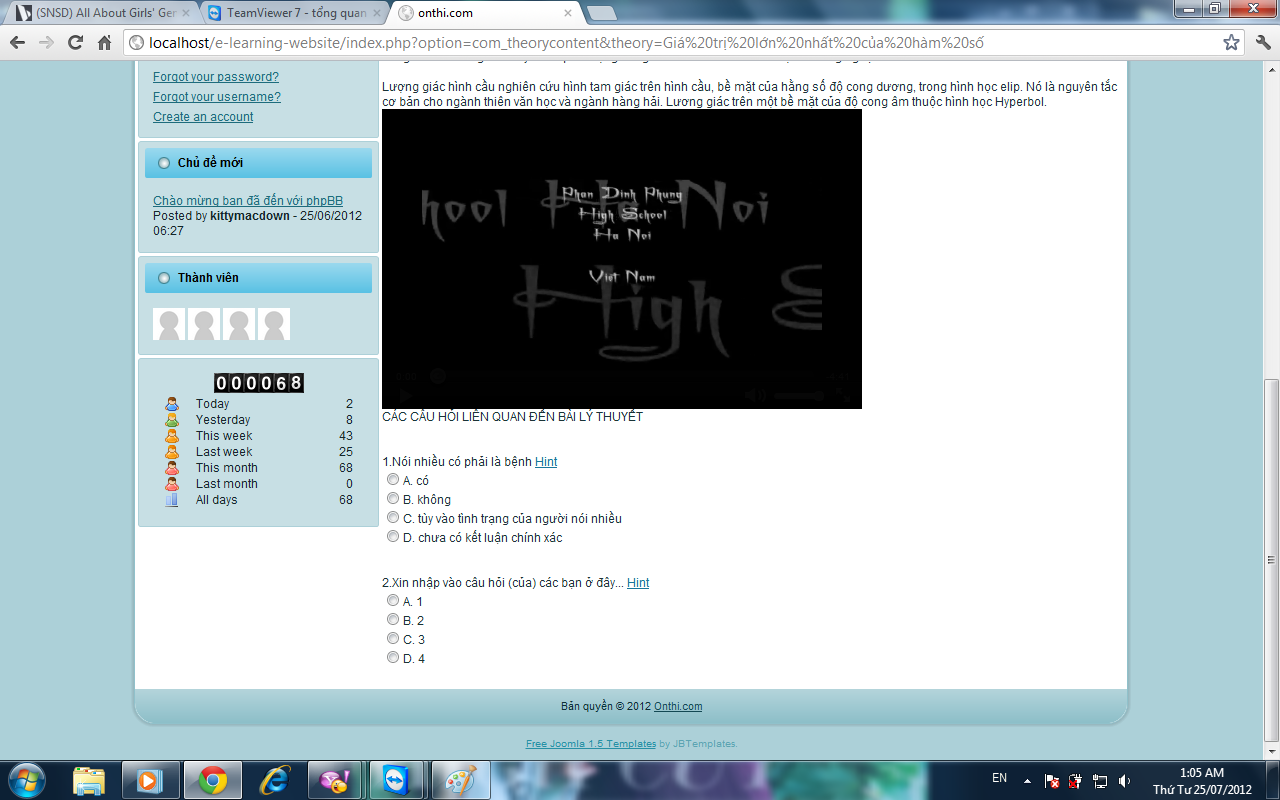 (SNSD) All About Girls' Ger
TeamViewer 7 - tổng quan
onthi.com
localhost/e-learning-website/index.php?option=com_theorycontent&theory=Giá%20trị%20lớn%20nhất%20của%20hàm%20số
Forgot your password?
Forgot your username?
Create an account
Chủ đề mới
Chào mừng bạn đã đến với phpBB
Posted by kittymacdown - 25/06/2012
06:27
Thành viên
000068
Today 2
Yesterday 8
This week 43
Last week 25
This month 68
Last month 0
All days 68
Lượng giác hình cầu nghiên cứu hình tam giác trên hình cầu, bề mặt của hằng số độ cong dương, trong hình học elip. Nó là nguyên tắc
cơ bản cho ngành thiên văn học và ngành hàng hải. Lượng giác trên một bề mặt của độ cong âm thuộc hình học Hyperbol.
hool Ha Noi
Phan Dinh Phung
High School
Ha Noi
Viet Nam
High S
CÁC CÂU HỎI LIÊN QUAN ĐẾN BÀI LÝ THUYẾT
1.Nói nhiều có phải là bệnh Hint
A. có
B. không
C. tùy vào tình trạng của người nói nhiều
D. chưa có kết luận chính xác
2.Xin nhập vào câu hỏi (của) các bạn ở đây... Hint
A. 1
B. 2
C. 3
D. 4
Bản quyền © 2012 Onthi.com
Free Joomla 1.5 Templates by JBTemplates.
EN
1:05 AM
Thứ Tư 25/07/2012